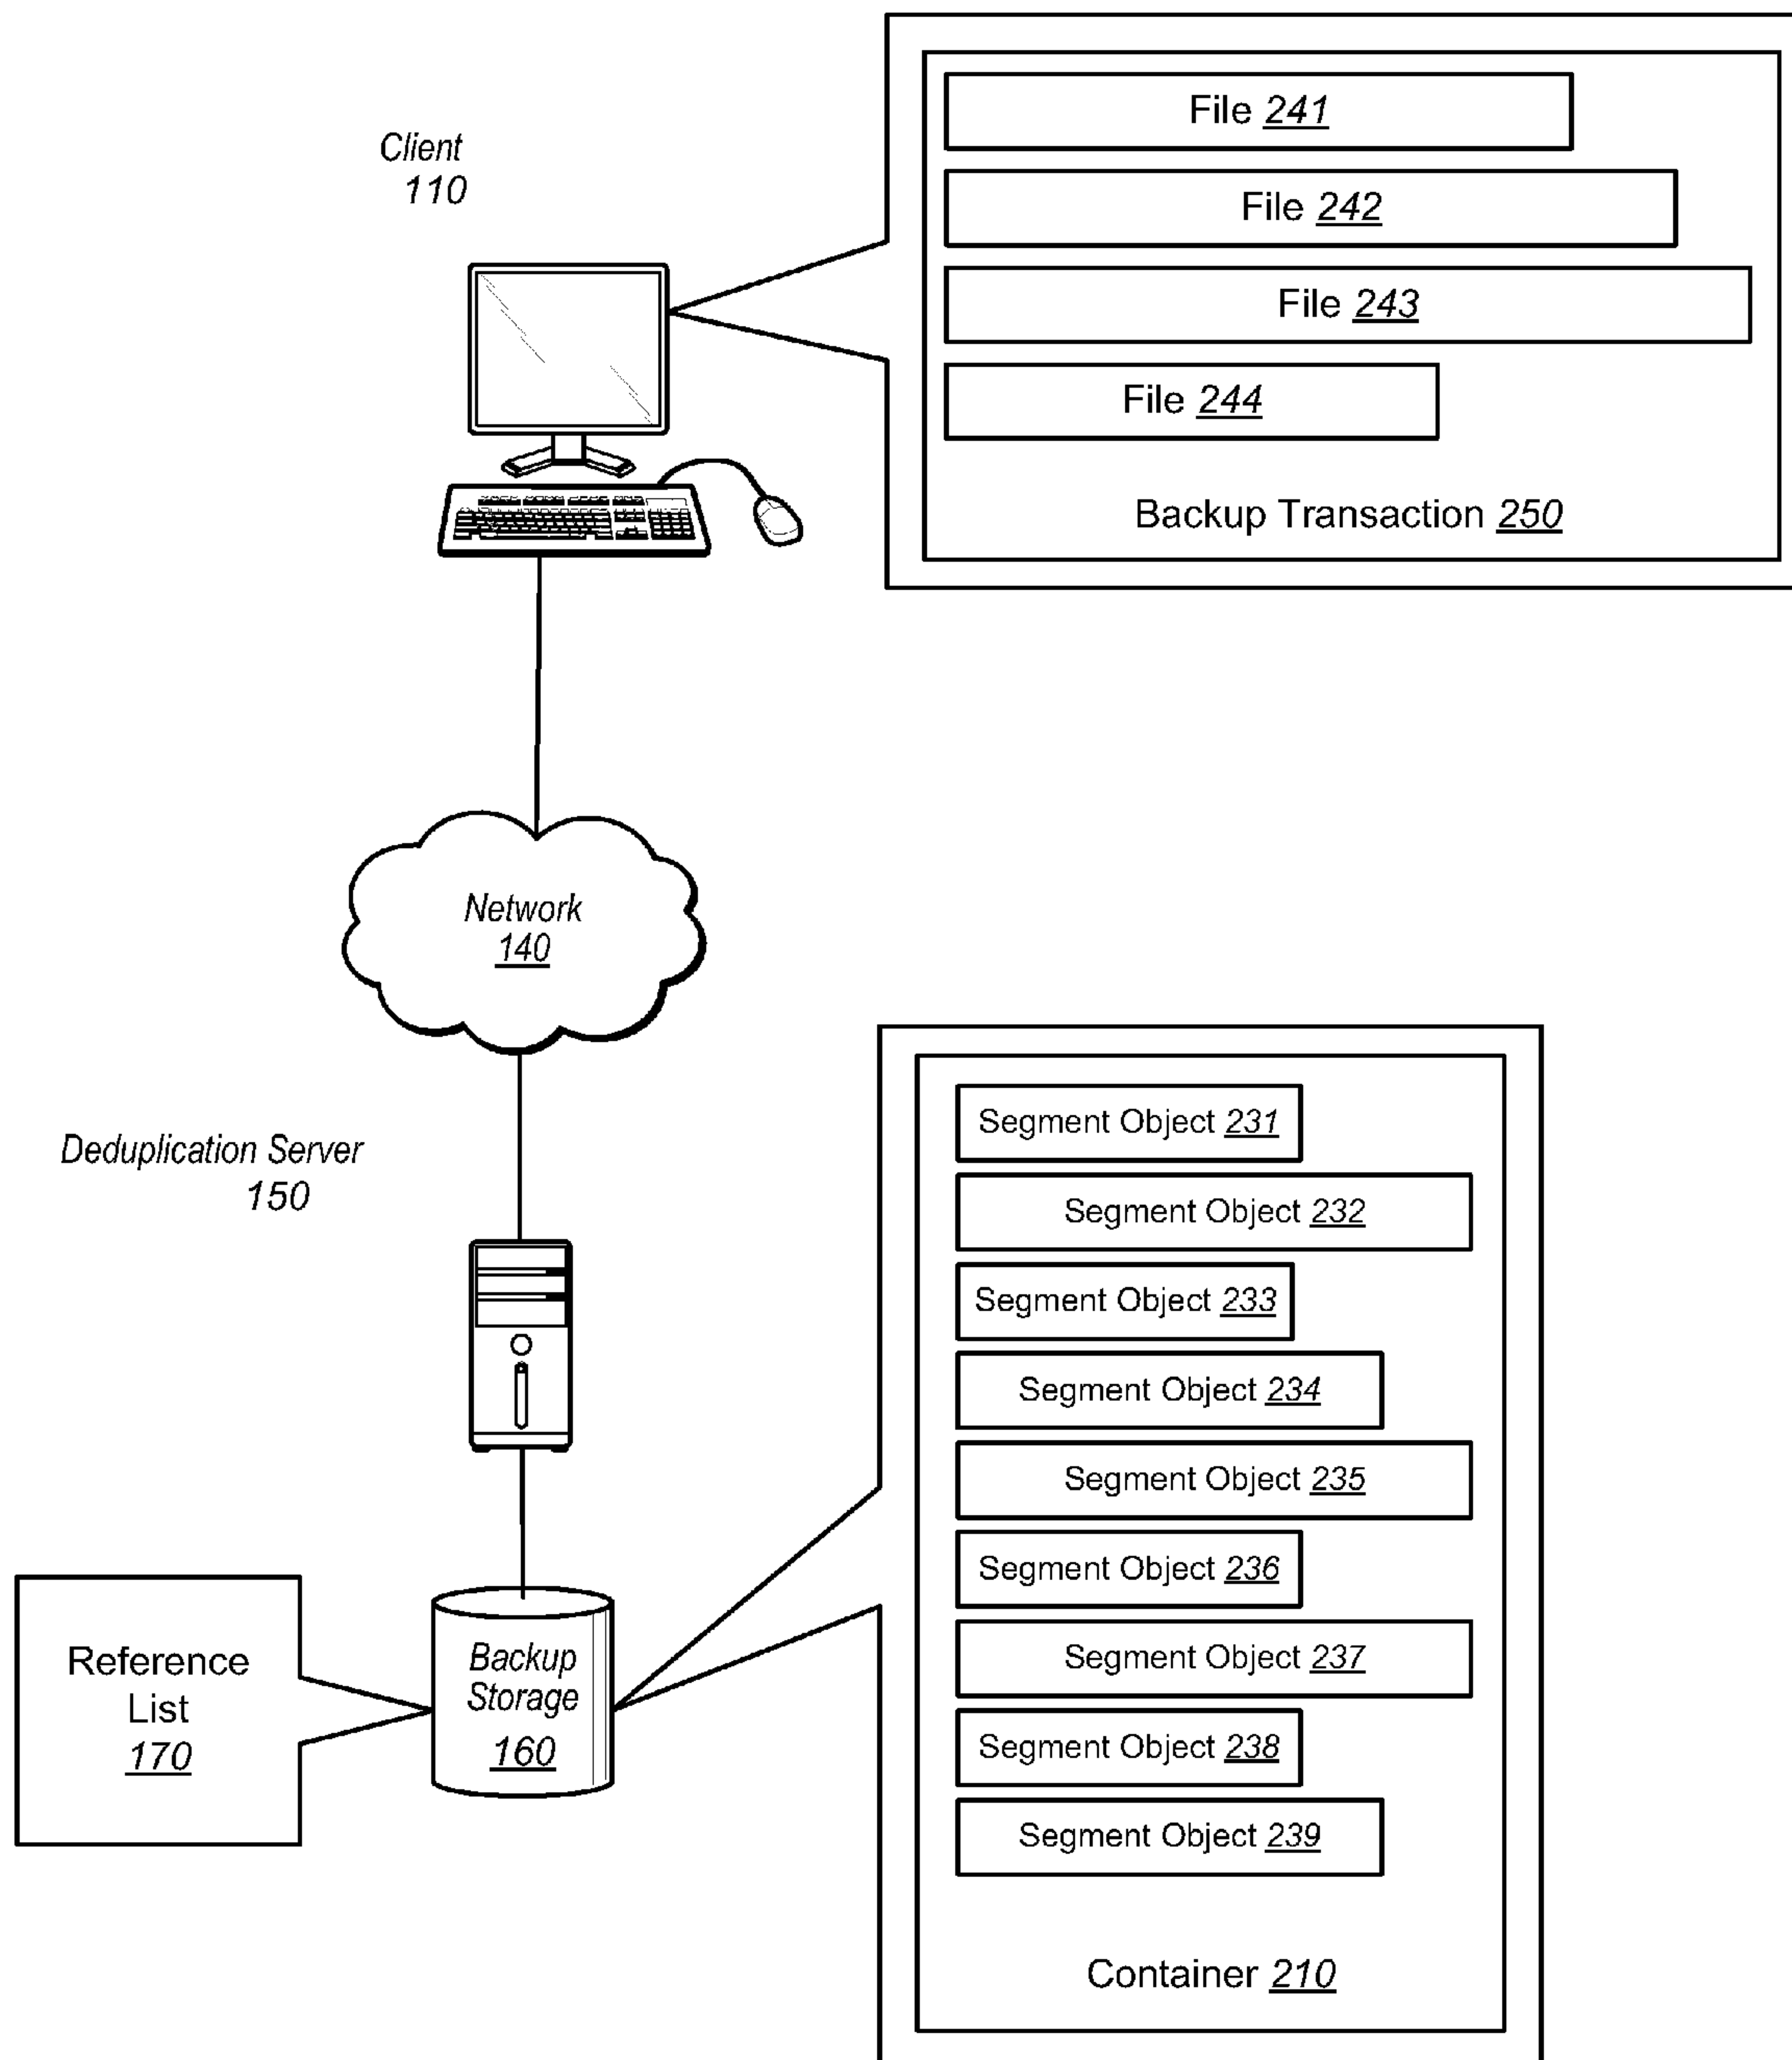 Client
110
File 241
File 242
File 243
File 244
Backup Transaction 250
Network
140
Deduplication Server
150
Segment Object 231
Segment Object 232
Segment Object 233
Segment Object 234
Segment Object 235
Segment Object 236
Segment Object 237
Segment Object 238
Segment Object 239
Container 210
Reference
List
170
Backup
Storage
160